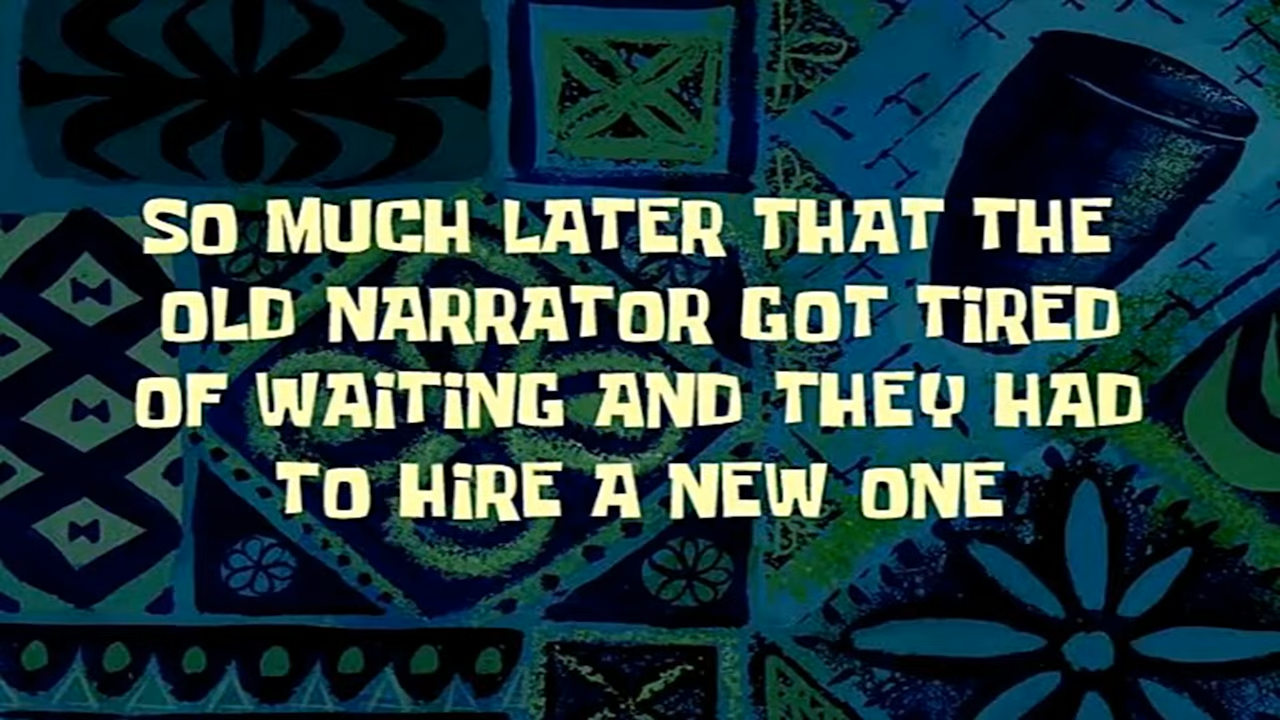 SO MUCH LATER THAT THE
OLD NARRATOR GOT TiRED
OF WAiTiNG AND THEY HAD
TO HiRE A NEW ONE